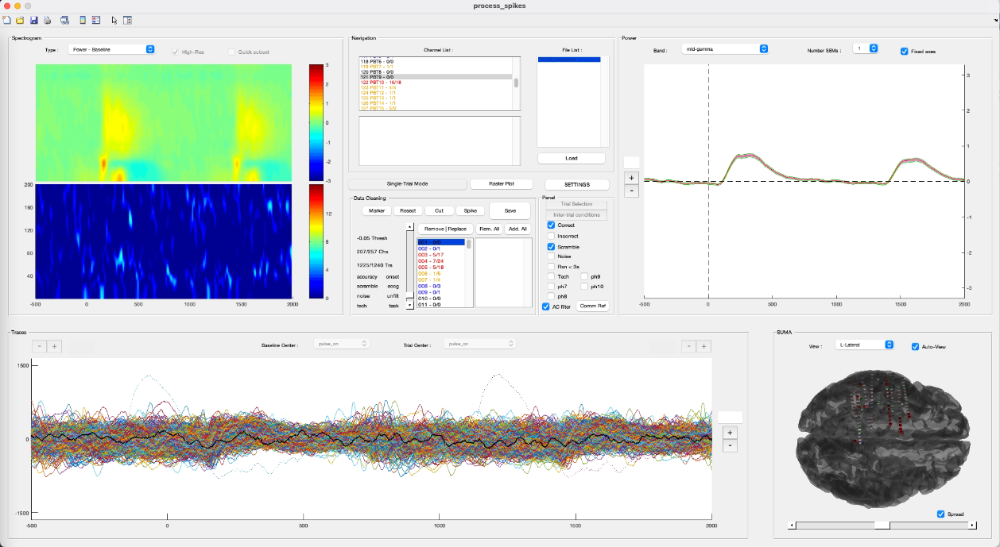 process_spikes
Spectrogram
Type :
Power - Baseline
High-Res
Quick subset
3
2
1
0
-1
-2
-3
200
160
120
80
40
12
8
4
0
-500
0
500
1000
1500
2000
Navigation
Channel List :
File List :
118 PBT6 - 0/0
119 PBT7 - 1/1
120 PBT8 - 0/0
121 PBT9 - 0/0
122 PBT10 - 16/18
123 PBT11 - 4/4
124 PBT12 - 1/1
125 PBT13 - 1/1
126 PBT14 - 1/1
127 PBT15 - 5/5
Load
Single-Trial Mode
Raster Plot
SETTINGS
Data Cleaning
Marker
Resect
Cut
Spike
Save
Remove | Replace
Rem. All
Add. All
-0.05 Thresh
207/257 Chs
1225/1240 Trs
accuracy onset
scramble ecog
noise unfilt
tech task
001 - 0/0
002 - 0/1
003 - 5/17
004 - 7/24
005 - 5/18
006 - 1/5
007 - 1/4
008 - 0/3
009 - 0/1
010 - 0/0
011 - 0/0
Panel
Trial Selection
Inter-trial conditions
Correct
Incorrect
Scramble
Noise
Rxn < 3s
Tech ph9
ph7 ph10
ph8
AC filter
Comm Ref
Power
Band :
mid-gamma
Number SEMs :
1
Fixed axes
+
-
3
2
1
0
-1
-2
-3
-500
0
500
1000
1500
2000
Traces
- +
Baseline Center :
pulse_on
Trial Center :
pulse_on
- +
1500
0
-1500
-500
0
500
1000
1500
2000
+
-
SUMA
View :
L-Lateral
Auto-View
Spread